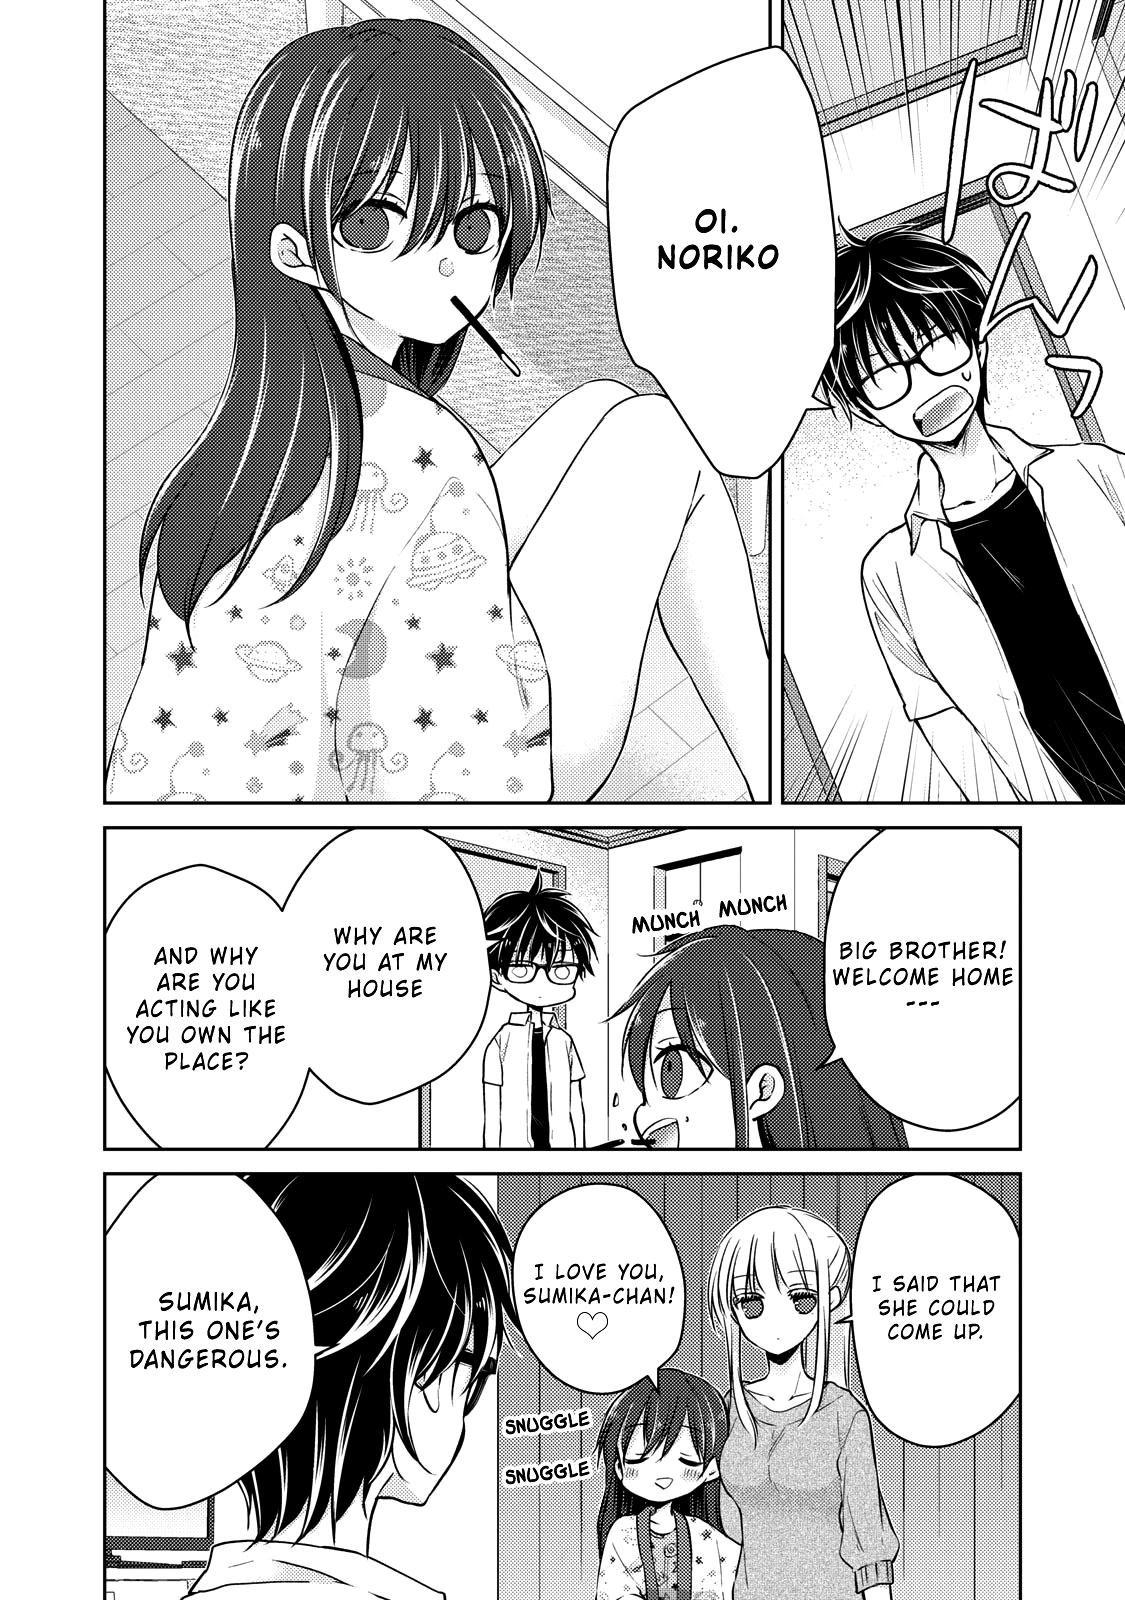 ばんっ
OI.
NORIKO
BIG BROTHER!
WELCOME HOME
---
MUNCH MUNCH
WHY ARE
YOU AT MY
HOUSE
AND WHY
ARE YOU
ACTING LIKE
YOU OWN THE
PLACE?
I SAID THAT
SHE COULD
COME UP.
I LOVE YOU,
SUMIKA-CHAN!
♡
SNUGGLE
SNUGGLE
SUMIKA,
THIS ONE'S
DANGEROUS.